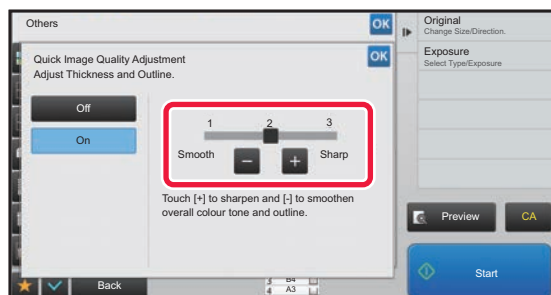 Others
OK
Quick Image Quality Adjustment
Adjust Thickness and Outline.
OK
Off
On
1 2 3
Smooth - + Sharp
Touch [+] to sharpen and [-] to smoothen
overall colour tone and outline.
Back
B4
4 A3
Original
Change Size/Direction.
Exposure
Select Type/Exposure
Preview
CA
Start